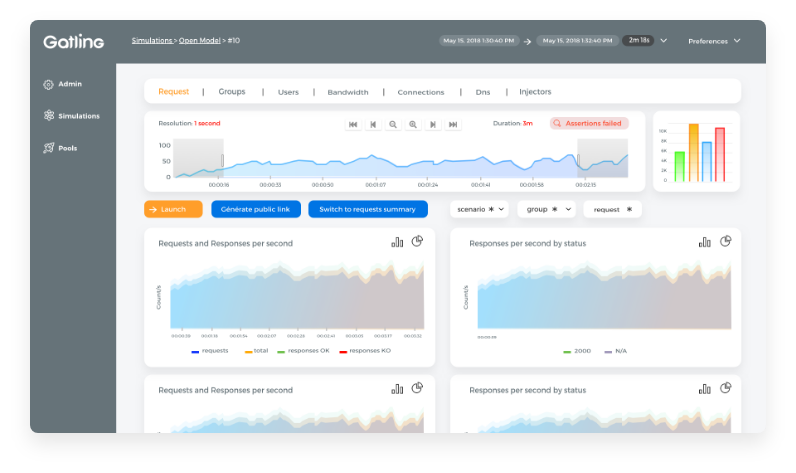 Gatling
Simulations > Open Model > #10
May 15, 2018 1:30:40 PM → May 15, 2018 1:32:40 PM 2m 18s
Preferences
Admin
Simulations
Pools
Request | Groups | Users | Bandwidth | Connections | Dns | Injectors
Resolution 1 second
Duration 3m
Assertions failed
100
50
0
00:00:16 00:00:33 00:00:50 00:01:07 00:01:24 00:01:41 00:01:58 00:02:15
10K
8K
6K
4K
2K
0
→ Launch
Générate public link
Switch to requests summary
scenario *
group *
request *
Requests and Responses per second
Count/s
requests total responses OK responses KO
Responses per second by status
Count/s
2000 N/A
Requests and Responses per second
Responses per second by status